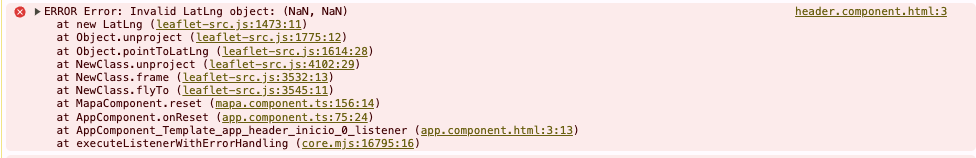 ERROR Error: Invalid LatLng object: (NaN, NaN) header.component.html:3
at new LatLng (leaflet-src.js:1473:11)
at Object.unproject (leaflet-src.js:1775:12)
at Object.pointToLatLng (leaflet-src.js:1614:28)
at NewClass.unproject (leaflet-src.js:4102:29)
at NewClass.frame (leaflet-src.js:3532:13)
at NewClass.flyTo (leaflet-src.js:3545:11)
at MapaComponent.reset (mapa.component.ts:156:14)
at AppComponent.onReset (app.component.ts:75:24)
at AppComponent_Template_app_header_inicio_0_listener (app.component.html:3:13)
at executeListenerWithErrorHandling (core.mjs:16795:16)